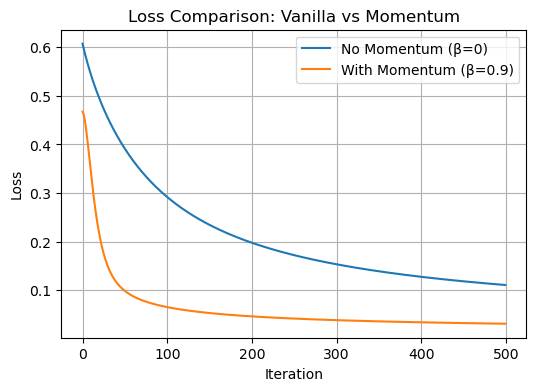 Loss Comparison: Vanilla vs Momentum
No Momentum (β=0)
With Momentum (β=0.9)
Loss
0.6
0.5
0.4
0.3
0.2
0.1
0 100 200 300 400 500
Iteration